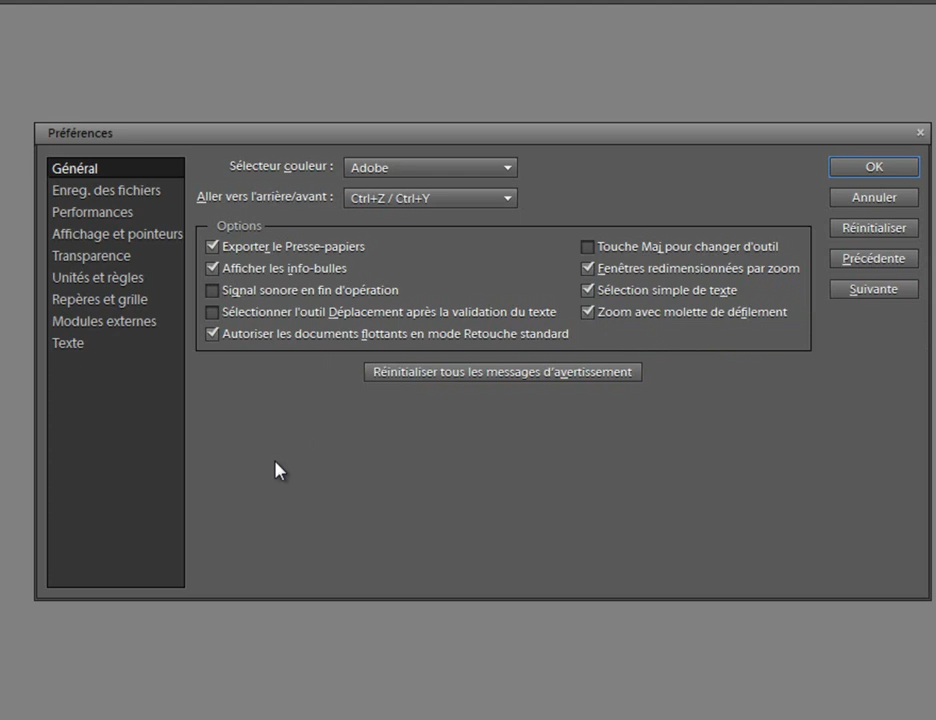 Préférences
Général
Enreg. des fichiers
Performances
Affichage et pointeurs
Transparence
Unités et règles
Repères et grille
Modules externes
Texte
Sélecteur couleur : Adobe
Aller vers l'arrière/avant : Ctrl+Z / Ctrl+Y
Options
Exporter le Presse-papiers
Afficher les info-bulles
Signal sonore en fin d'opération
Sélectionner l'outil Déplacement après la validation du texte
Autoriser les documents flottants en mode Retouche standard
Touche Maj pour changer d'outil
Fenêtres redimensionnées par zoom
Sélection simple de texte
Zoom avec molette de défilement
Réinitialiser tous les messages d'avertissement
OK
Annuler
Réinitialiser
Précédente
Suivante